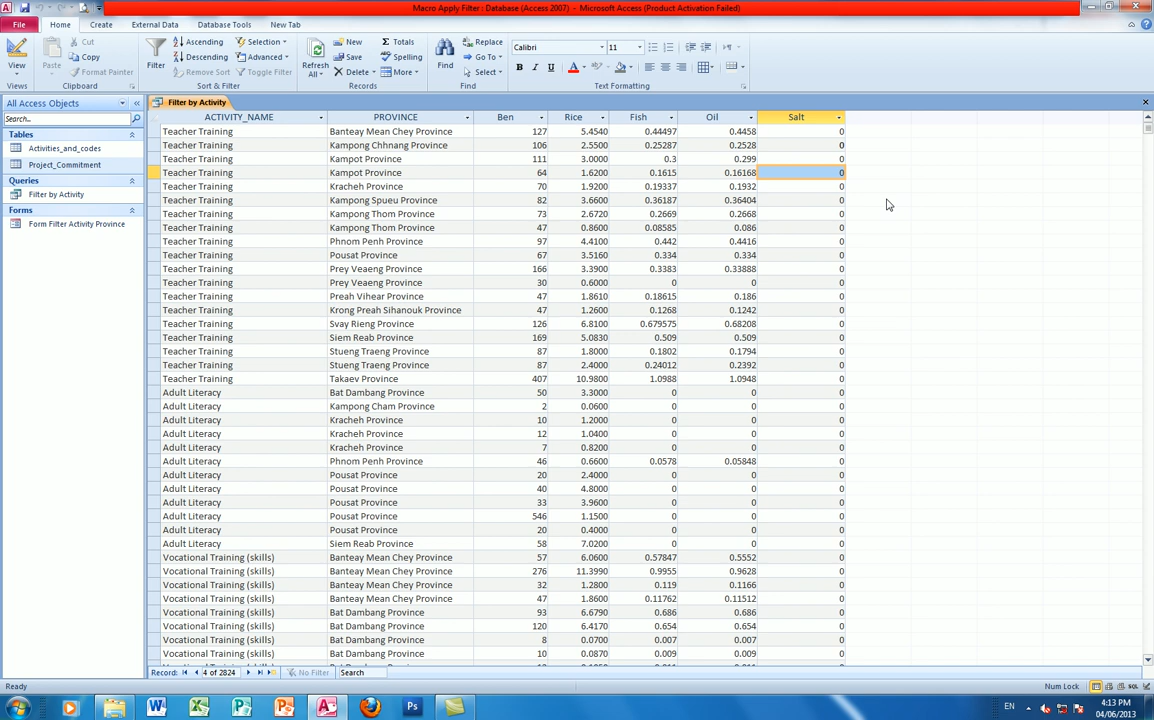 Macro Apply Filter : Database (Access 2007) - Microsoft Access (Product Activation Failed)
File Home Create External Data Database Tools New Tab
View Paste Cut Copy Format Painter Filter Ascending Descending Remove Sort Selection Advanced Toggle Filter Refresh All New Save Delete Totals Spelling More Find Replace Go To Select Calibri 11
Views Clipboard Sort & Filter Records Find Text Formatting
All Access Objects
Search...
Tables
Activities_and_codes
Project_Commitment
Queries
Filter by Activity
Forms
Form Filter Activity Province
Filter by Activity
ACTIVITY_NAME PROVINCE Ben Rice Fish Oil Salt
Teacher Training Banteay Mean Chey Province 127 5.4540 0.44497 0.4458 0
Teacher Training Kampong Chhnang Province 106 2.5500 0.25287 0.2528 0
Teacher Training Kampot Province 111 3.0000 0.3 0.299 0
Teacher Training Kampot Province 64 1.6200 0.1615 0.16168 0
Teacher Training Kracheh Province 70 1.9200 0.19337 0.1932 0
Teacher Training Kampong Spueu Province 82 3.6600 0.36187 0.36404 0
Teacher Training Kampong Thom Province 73 2.6720 0.2669 0.2668 0
Teacher Training Kampong Thom Province 47 0.8600 0.08585 0.086 0
Teacher Training Phnom Penh Province 97 4.4100 0.442 0.4416 0
Teacher Training Pousat Province 67 3.5160 0.334 0.334 0
Teacher Training Prey Veaeng Province 166 3.3900 0.3383 0.33888 0
Teacher Training Prey Veaeng Province 30 0.6000 0 0 0
Teacher Training Preah Vihear Province 47 1.8610 0.18615 0.186 0
Teacher Training Krong Preah Sihanouk Province 47 1.2600 0.1268 0.1242 0
Teacher Training Svay Rieng Province 126 6.8100 0.679575 0.68208 0
Teacher Training Siem Reab Province 169 5.0830 0.509 0.509 0
Teacher Training Stueng Traeng Province 87 1.8000 0.1802 0.1794 0
Teacher Training Stueng Traeng Province 87 2.4000 0.24012 0.2392 0
Teacher Training Takaev Province 407 10.9800 1.0988 1.0948 0
Adult Literacy Bat Dambang Province 50 3.3000 0 0 0
Adult Literacy Kampong Cham Province 2 0.0600 0 0 0
Adult Literacy Kracheh Province 10 1.2000 0 0 0
Adult Literacy Kracheh Province 12 1.0400 0 0 0
Adult Literacy Kracheh Province 7 0.8200 0 0 0
Adult Literacy Phnom Penh Province 46 0.6600 0.0578 0.05848 0
Adult Literacy Pousat Province 20 2.4000 0 0 0
Adult Literacy Pousat Province 40 4.8000 0 0 0
Adult Literacy Pousat Province 33 3.9600 0 0 0
Adult Literacy Pousat Province 546 1.1500 0 0 0
Adult Literacy Pousat Province 20 0.4000 0 0 0
Adult Literacy Siem Reab Province 58 7.0200 0 0 0
Vocational Training (skills) Banteay Mean Chey Province 57 6.0600 0.57847 0.5552 0
Vocational Training (skills) Banteay Mean Chey Province 276 11.3990 0.9955 0.9628 0
Vocational Training (skills) Banteay Mean Chey Province 32 1.2800 0.119 0.1166 0
Vocational Training (skills) Banteay Mean Chey Province 47 1.8600 0.11762 0.11512 0
Vocational Training (skills) Bat Dambang Province 93 6.6790 0.686 0.686 0
Vocational Training (skills) Bat Dambang Province 120 6.4170 0.654 0.654 0
Vocational Training (skills) Bat Dambang Province 8 0.0700 0.007 0.007 0
Vocational Training (skills) Bat Dambang Province 10 0.0870 0.009 0.009 0
Record: 4 of 2824 No Filter Search
Ready Num Lock SQL
EN 4:13 PM
04/06/2013